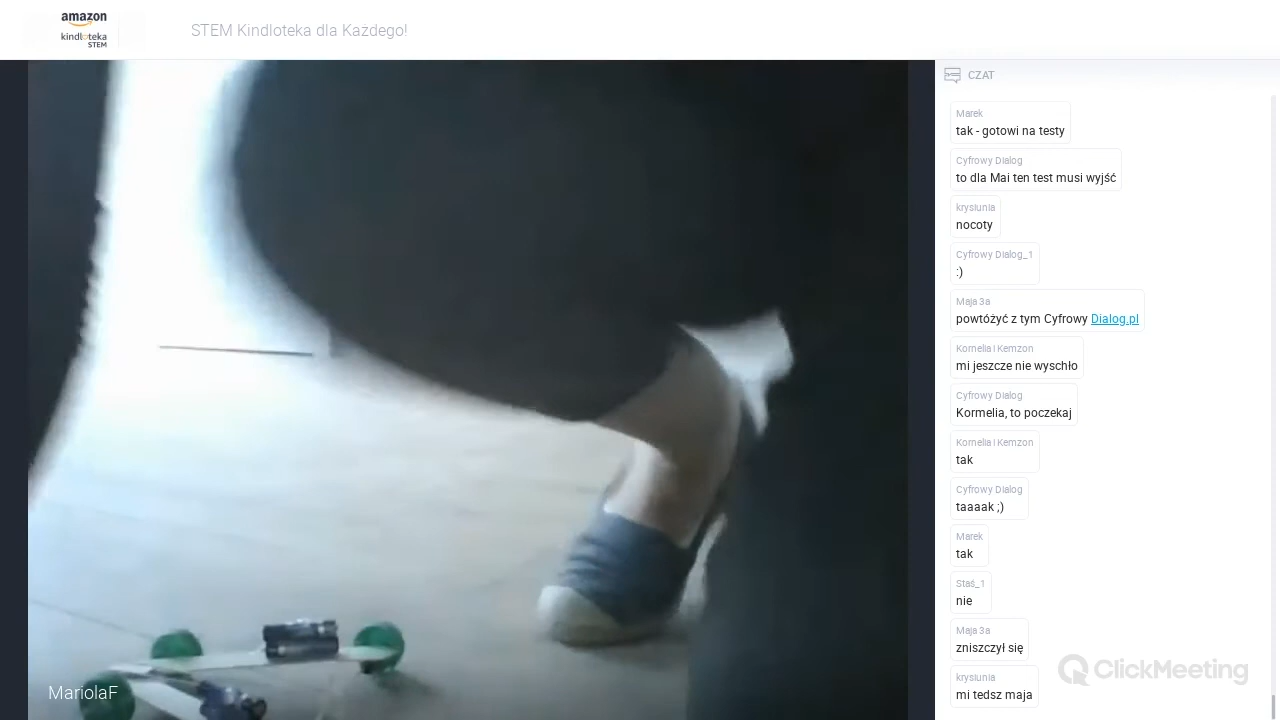 amazon
kindloteka
STEM
STEM Kindloteka dla Każdego!
CZAT
Marek
tak - gotowi na testy
Cyfrowy Dialog
to dla Mai ten test musi wyjść
krysiunia
nocoty
Cyfrowy Dialog_1
:)
Maja 3a
powtóżyć z tym Cyfrowy Dialog.pl
Kornelia i Kemzon
mi jeszcze nie wyschło
Cyfrowy Dialog
Kormelia, to poczekaj
Kornelia i Kemzon
tak
Cyfrowy Dialog
taaaak ;)
Marek
tak
Staś_1
nie
Maja 3a
zniszczył się
krysiunia
mi tedsz maja
ClickMeeting
MariolaF